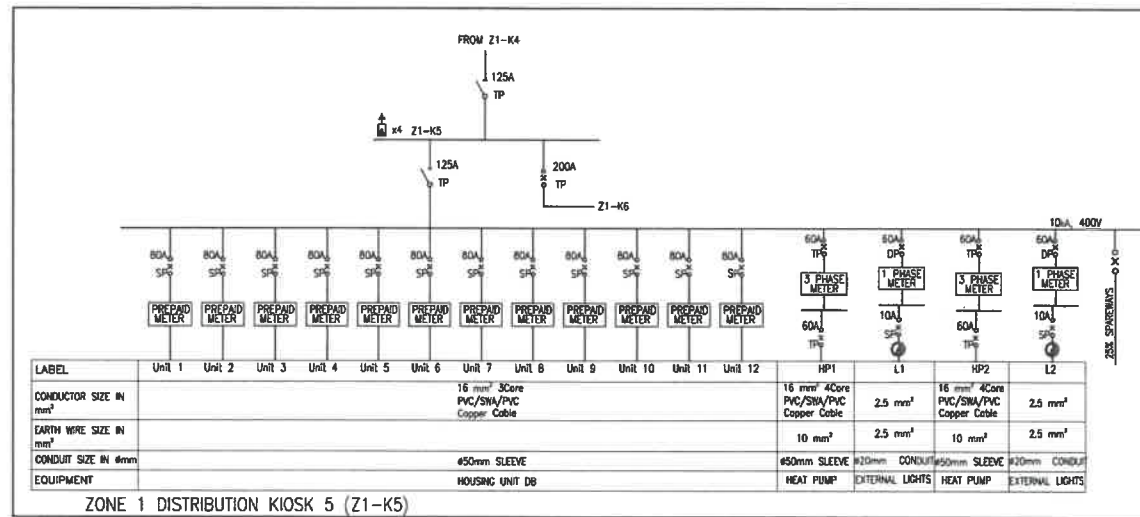 FROM Z1-K4
125A
TP
x4 Z1-K5
125A
TP
200A
TP
Z1-K6
10kA, 400V
80A 80A 80A 80A 80A 80A 80A 80A 80A 80A 80A 80A 60A 60A 60A 60A
SP SP SP SP SP SP SP SP SP SP SP SP TP DP TP DP
3 PHASE METER
1 PHASE METER
3 PHASE METER
1 PHASE METER
PREPAID METER
PREPAID METER
PREPAID METER
PREPAID METER
PREPAID METER
PREPAID METER
PREPAID METER
PREPAID METER
PREPAID METER
PREPAID METER
PREPAID METER
PREPAID METER
60A 10A 60A 10A
TP SP TP SP
25% SPAREWAYS
LABEL Unit 1 Unit 2 Unit 3 Unit 4 Unit 5 Unit 6 Unit 7 Unit 8 Unit 9 Unit 10 Unit 11 Unit 12 HP1 L1 HP2 L2
CONDUCTOR SIZE IN
mm²
16 mm² 3Core
PVC/SWA/PVC
Copper Cable
16 mm² 4Core
PVC/SWA/PVC
Copper Cable
2.5 mm²
16 mm² 4Core
PVC/SWA/PVC
Copper Cable
2.5 mm²
EARTH WIRE SIZE IN
mm²
10 mm² 2.5 mm² 10 mm² 2.5 mm²
CONDUIT SIZE IN ømm ø50mm SLEEVE ø50mm SLEEVE ø20mm CONDUIT ø50mm SLEEVE ø20mm CONDUIT
EQUIPMENT HOUSING UNIT DB HEAT PUMP EXTERNAL LIGHTS HEAT PUMP EXTERNAL LIGHTS
ZONE 1 DISTRIBUTION KIOSK 5 (Z1-K5)